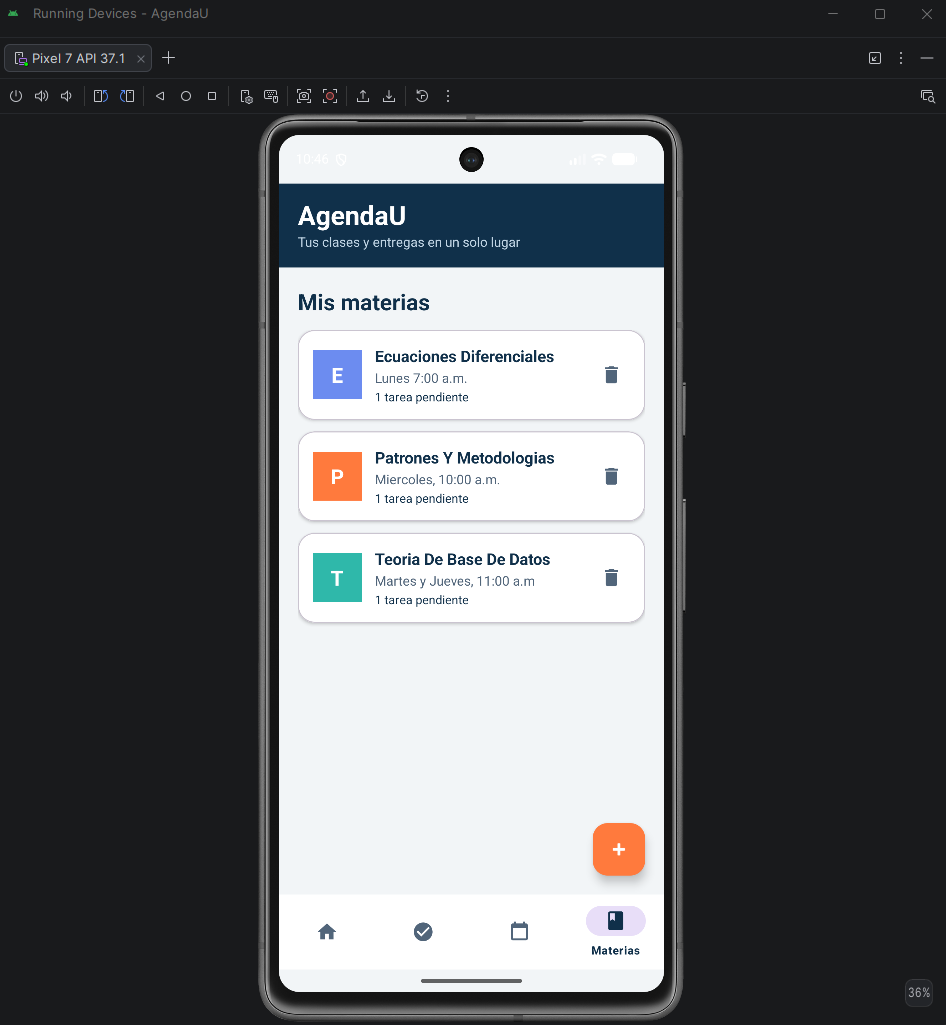 Running Devices - AgendaU
Pixel 7 API 37.1
10:46
AgendaU
Tus clases y entregas en un solo lugar
Mis materias
E
Ecuaciones Diferenciales
Lunes 7:00 a.m.
1 tarea pendiente
P
Patrones Y Metodologias
Miercoles, 10:00 a.m.
1 tarea pendiente
T
Teoria De Base De Datos
Martes y Jueves, 11:00 a.m
1 tarea pendiente
+
Materias
36%